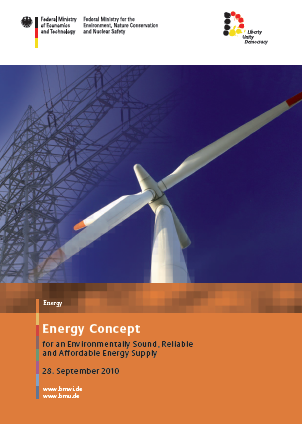 Federal Ministry
of Economics
and Technology
Federal Ministry for the
Environment, Nature Conservation
and Nuclear Safety
Liberty
Unity
Democracy
Energy
Energy Concept
for an Environmentally Sound, Reliable
and Affordable Energy Supply
28. September 2010
www.bmwi.de
www.bmu.de